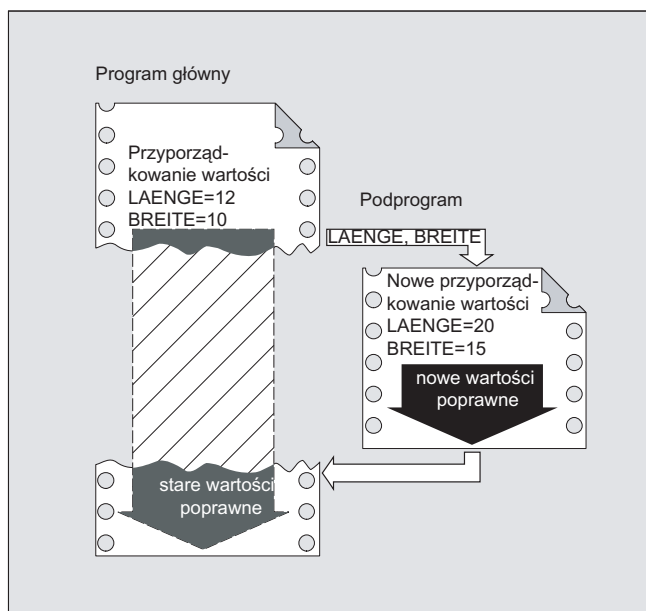 Program główny
Przyporząd-
kowanie wartości
LAENGE=12
BREITE=10
Podprogram
LAENGE, BREITE
Nowe przyporząd-
kowanie wartości
LAENGE=20
BREITE=15
nowe wartości
poprawne
stare wartości
poprawne